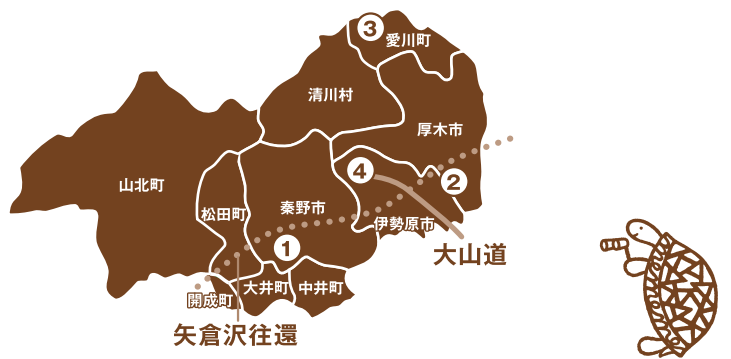 3
愛川町
清川村
厚木市
山北町
4
2
松田町
秦野市
伊勢原市
1
大山道
大井町
中井町
開成町
矢倉沢往還